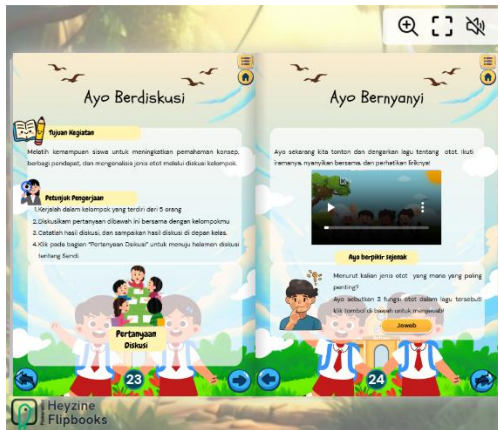 Ayo Berdiskusi
Tujuan Kegiatan
Melatih kemampuan siswa untuk meningkatkan pemahaman konsep,
berbagi pendapat, dan menganalisis jenis otot melalui diskusi kelompok.
Petunjuk Pengerjaan
1.Kerjalah dalam kelompok yang terdiri dari 5 orang
2.Diskusikan pertanyaan dibawah ini bersama dengan kelompokmu
3.Catatlah hasil diskusi, dan sampaikan hasil diskusi di depan kelas.
4.Klik pada bagian "Pertanyaan Diskusi" untuk menuju halaman diskusi
tentang Sendi.
Pertanyaan
Diskusi
23
Ayo Bernyanyi
Ayo sekarang kita tonton dan dengarkan lagu tentang otot. Ikuti
iramanya, nyanyikan bersama, dan perhatikan liriknya!
Ayo berpikir sejenak
Menurut kalian jenis otot yang mana yang paling
penting?
Ayo sebutkan 3 fungsi otot dalam lagu tersebut!
klik tombol di bawah untuk menjawab!
Jawab
24
Heyzine
Flipbooks